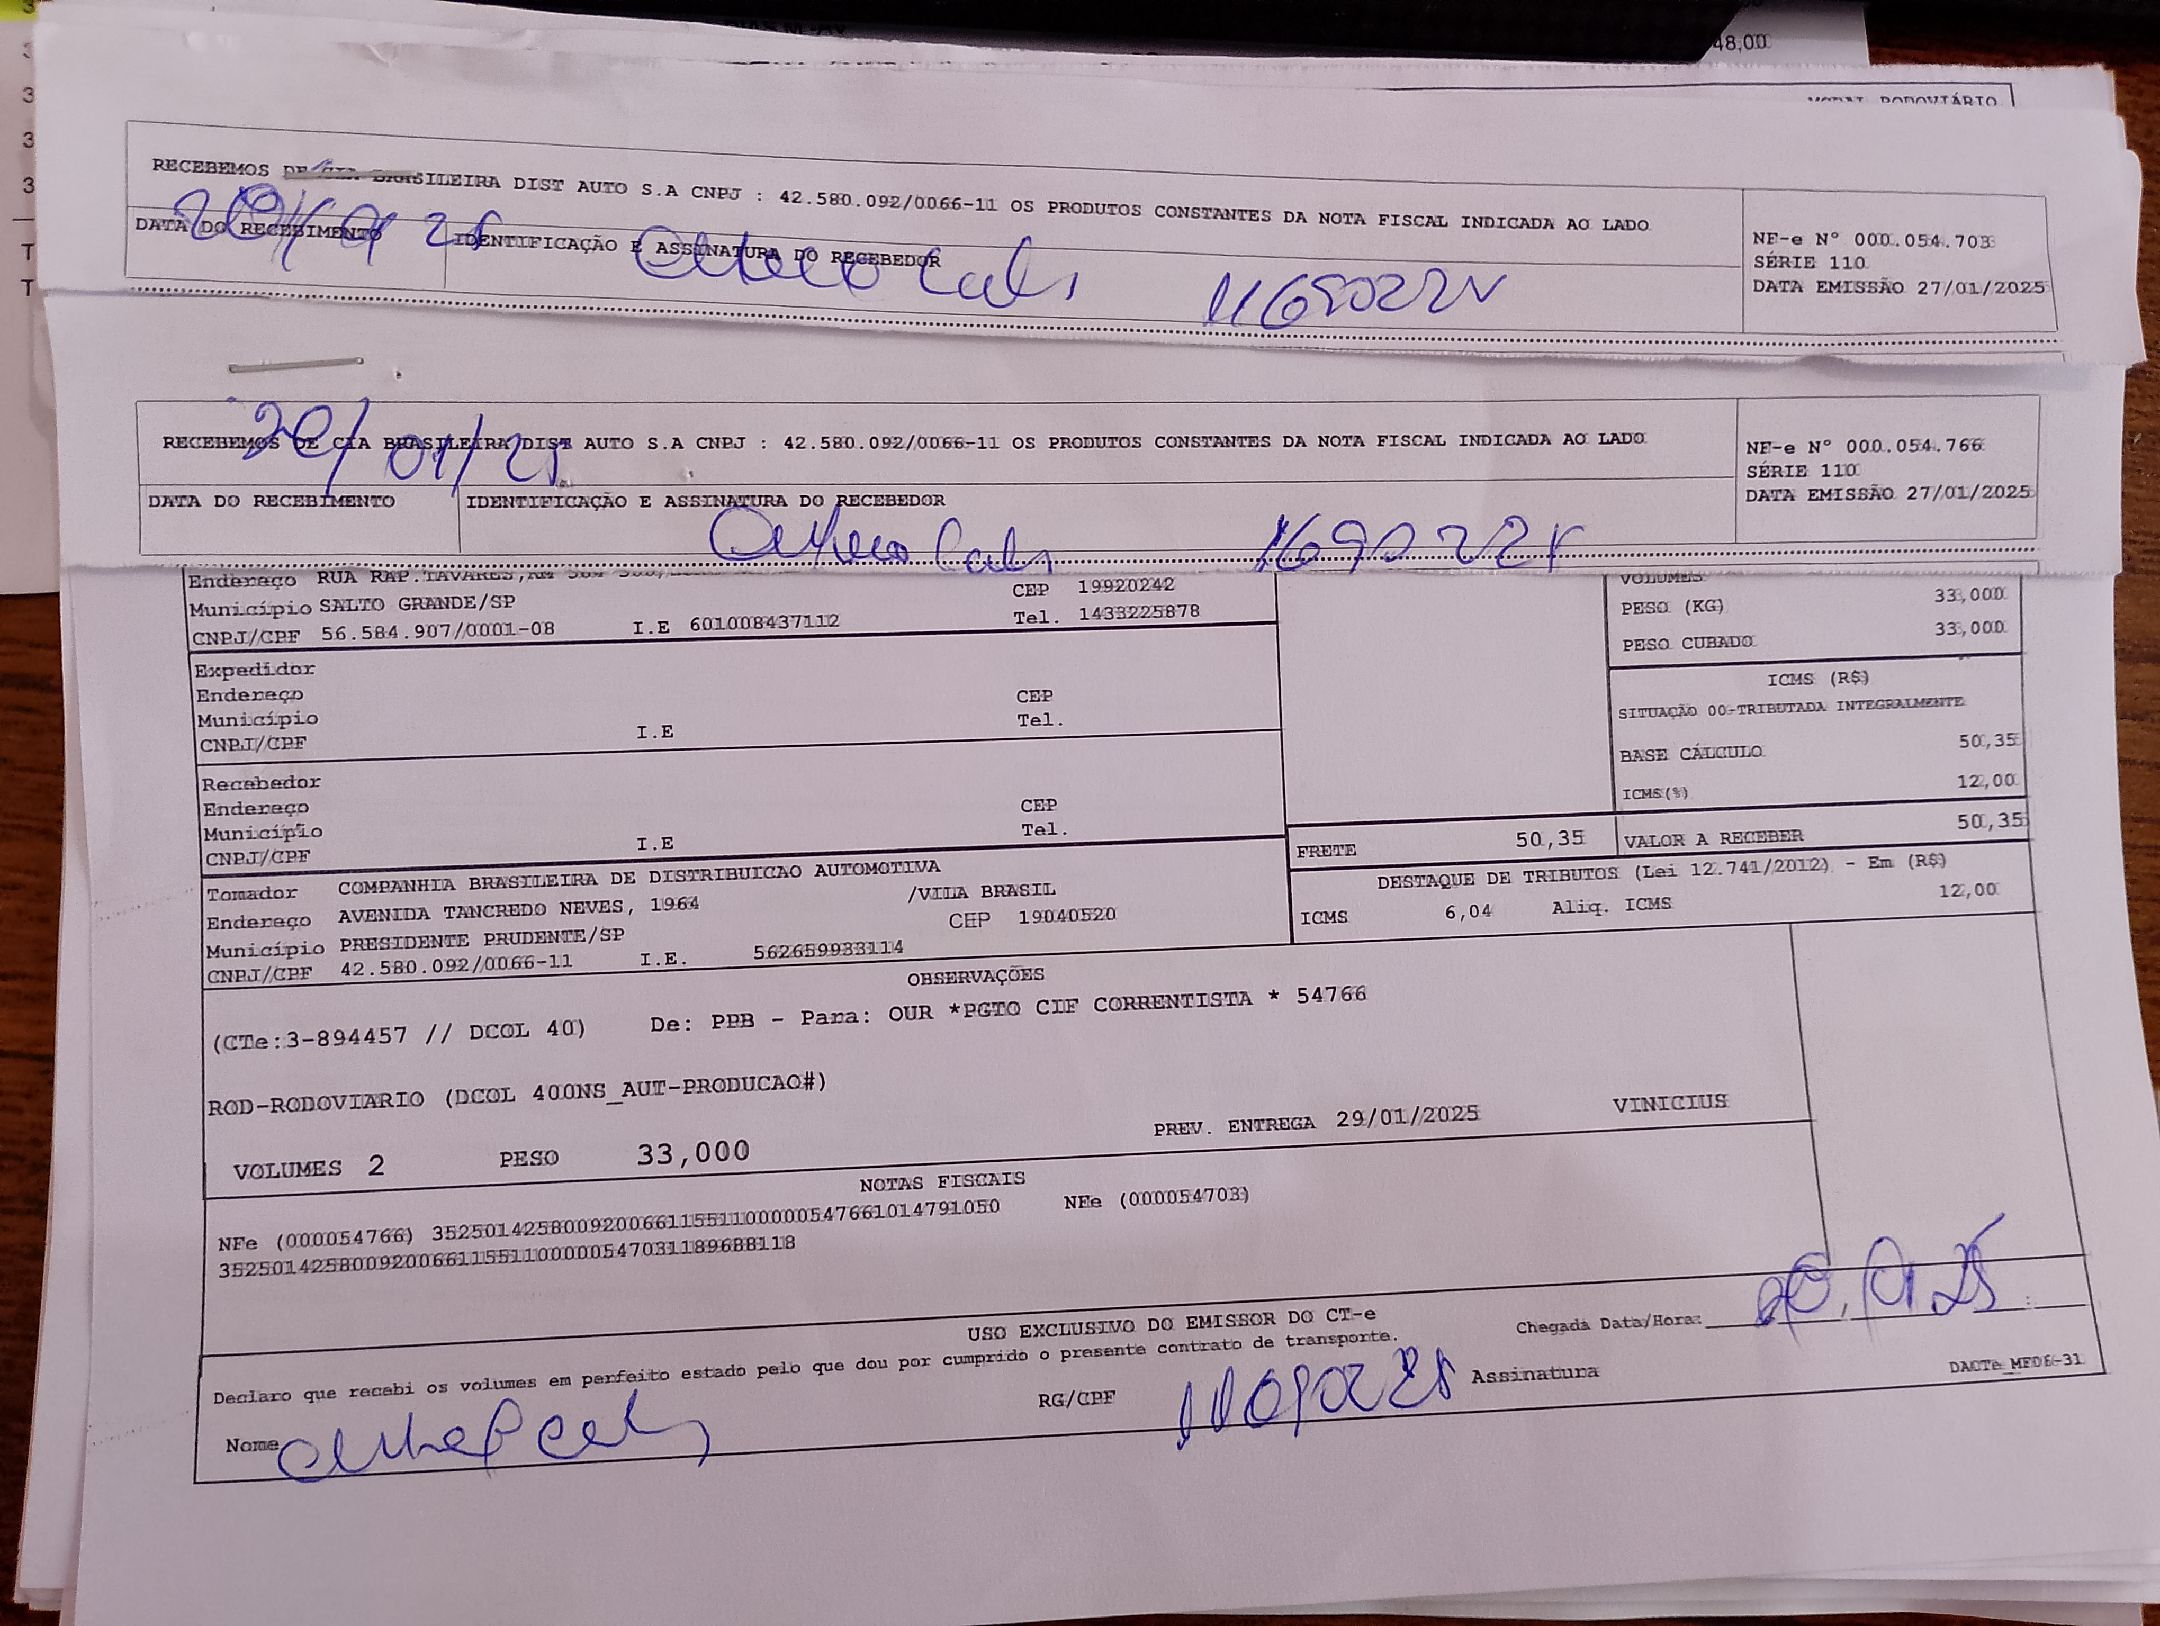 48,00
MODAL RODOVIÁRIO
RECEBEMOS DE CIA BRASILEIRA DIST AUTO S.A CNPJ : 42.580.092/0066-11 OS PRODUTOS CONSTANTES DA NOTA FISCAL INDICADA AO LADO
DATA DO RECEBIMENTO IDENTIFICAÇÃO E ASSINATURA DO RECEBEDOR
NF-e Nº 000.054.703
SÉRIE 110
DATA EMISSÃO 27/01/2025
RECEBEMOS DE CIA BRASILEIRA DIST AUTO S.A CNPJ : 42.580.092/0066-11 OS PRODUTOS CONSTANTES DA NOTA FISCAL INDICADA AO LADO
DATA DO RECEBIMENTO IDENTIFICAÇÃO E ASSINATURA DO RECEBEDOR
NF-e Nº 000.054.766
SÉRIE 110
DATA EMISSÃO 27/01/2025
Endereço RUA RAP.TAVARES,KM
CEP 19920242
Município SALTO GRANDE/SP
Tel. 1433225878
CNPJ/CPF 56.584.907/0001-08 I.E 601008437112
VOLUMES
PESO (KG) 33,000
PESO CUBADO 33,000
Expedidor
Endereço CEP
Município Tel.
CNPJ/CPF I.E
ICMS (R$)
SITUAÇÃO 00-TRIBUTADA INTEGRALMENTE
BASE CÁLCULO 50,35
ICMS(%) 12,00
Recebedor
Endereço CEP
Município Tel.
CNPJ/CPF I.E
FRETE 50,35 VALOR A RECEBER 50,35
Tomador COMPANHIA BRASILEIRA DE DISTRIBUICAO AUTOMOTIVA
Endereço AVENIDA TANCREDO NEVES, 1964 /VILA BRASIL
Município PRESIDENTE PRUDENTE/SP CEP 19040520
CNPJ/CPF 42.580.092/0066-11 I.E. 562659933114
DESTAQUE DE TRIBUTOS (Lei 12.741/2012) - Em (R$)
ICMS 6,04 Aliq. ICMS 12,00
OBSERVAÇÕES
(CTe:3-894457 // DCOL 40) De: PPB - Para: OUR *PGTO CIF CORRENTISTA * 54766
ROD-RODOVIARIO (DCOL 400NS_AUT-PRODUCAO#)
VOLUMES 2 PESO 33,000 PREV. ENTREGA 29/01/2025 VINICIUS
NOTAS FISCAIS
NFe (000054766) 35250142580092006611551100000547661014791050 NFe (000054703)
35250142580092006611551100000547031189688118
USO EXCLUSIVO DO EMISSOR DO CT-e
Declaro que recebi os volumes em perfeito estado pelo que dou por cumprido o presente contrato de transporte.
Chegada Data/Hora:
Nome RG/CPF Assinatura
DACTe_MFD6-31